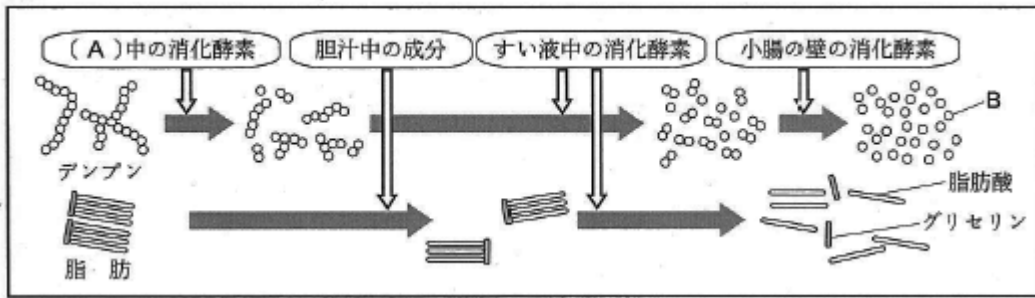 (A)中の消化酵素
胆汁中の成分
すい液中の消化酵素
小腸の壁の消化酵素
B
デンプン
脂肪酸
グリセリン
脂 肪